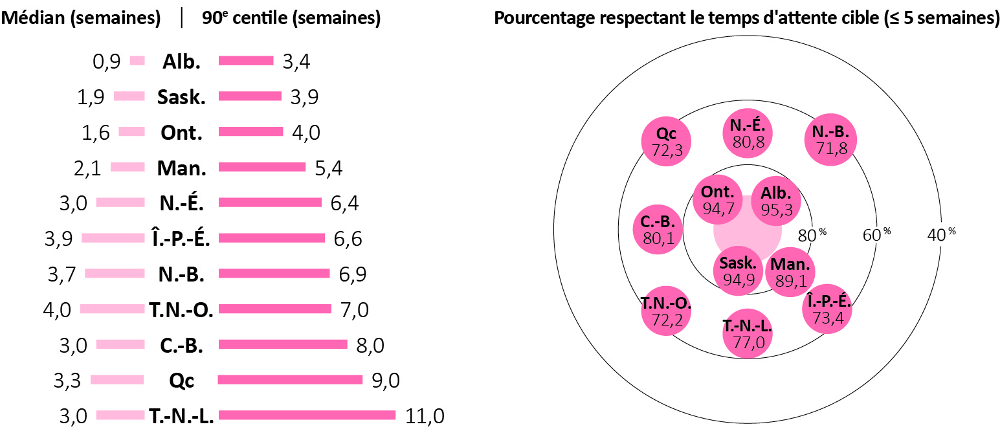 Médian (semaines) | 90e centile (semaines)
0,9 Alb. 3,4
1,9 Sask. 3,9
1,6 Ont. 4,0
2,1 Man. 5,4
3,0 N.-É. 6,4
3,9 Î.-P.-É. 6,6
3,7 N.-B. 6,9
4,0 T.N.-O. 7,0
3,0 C.-B. 8,0
3,3 Qc 9,0
3,0 T.-N.-L. 11,0
Pourcentage respectant le temps d'attente cible (≤ 5 semaines)
Qc
72,3
N.-É.
80,8
N.-B.
71,8
Ont.
94,7
Alb.
95,3
C.-B.
80,1
80 %
60 %
40 %
Sask.
94,9
Man.
89,1
T.N.-O.
72,2
T.-N.-L.
77,0
Î.-P.-É.
73,4